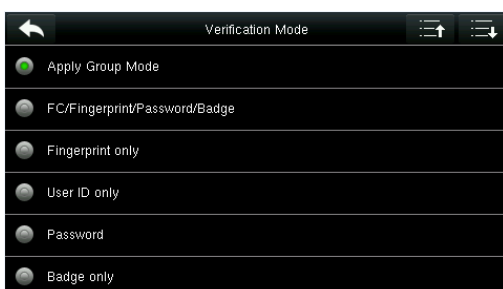 Verification Mode
Apply Group Mode
FC/Fingerprint/Password/Badge
Fingerprint only
User ID only
Password
Badge only